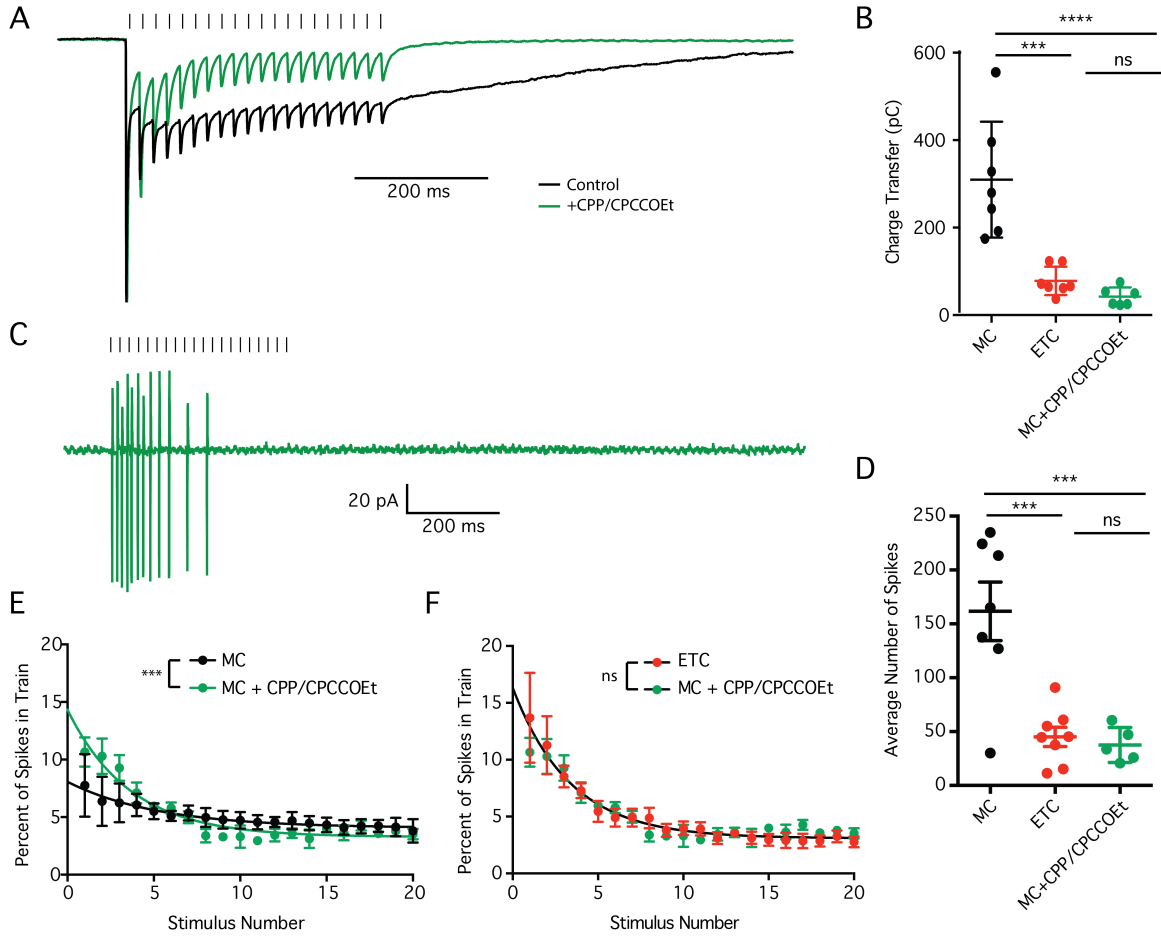 A
200 ms
Control
+CPP/CPCCOEt
B
****
***
ns
600
400
200
0
Charge Transfer (pC)
MC
ETC
MC+CPP/CPCCOEt
C
20 pA
200 ms
D
***
***
ns
250
200
150
100
50
0
Average Number of Spikes
MC
ETC
MC+CPP/CPCCOEt
E
20
15
10
5
0
Percent of Spikes in Train
***
MC
MC + CPP/CPCCOEt
0 5 10 15 20
Stimulus Number
F
20
15
10
5
0
Percent of Spikes in Train
ns
ETC
MC + CPP/CPCCOEt
0 5 10 15 20
Stimulus Number